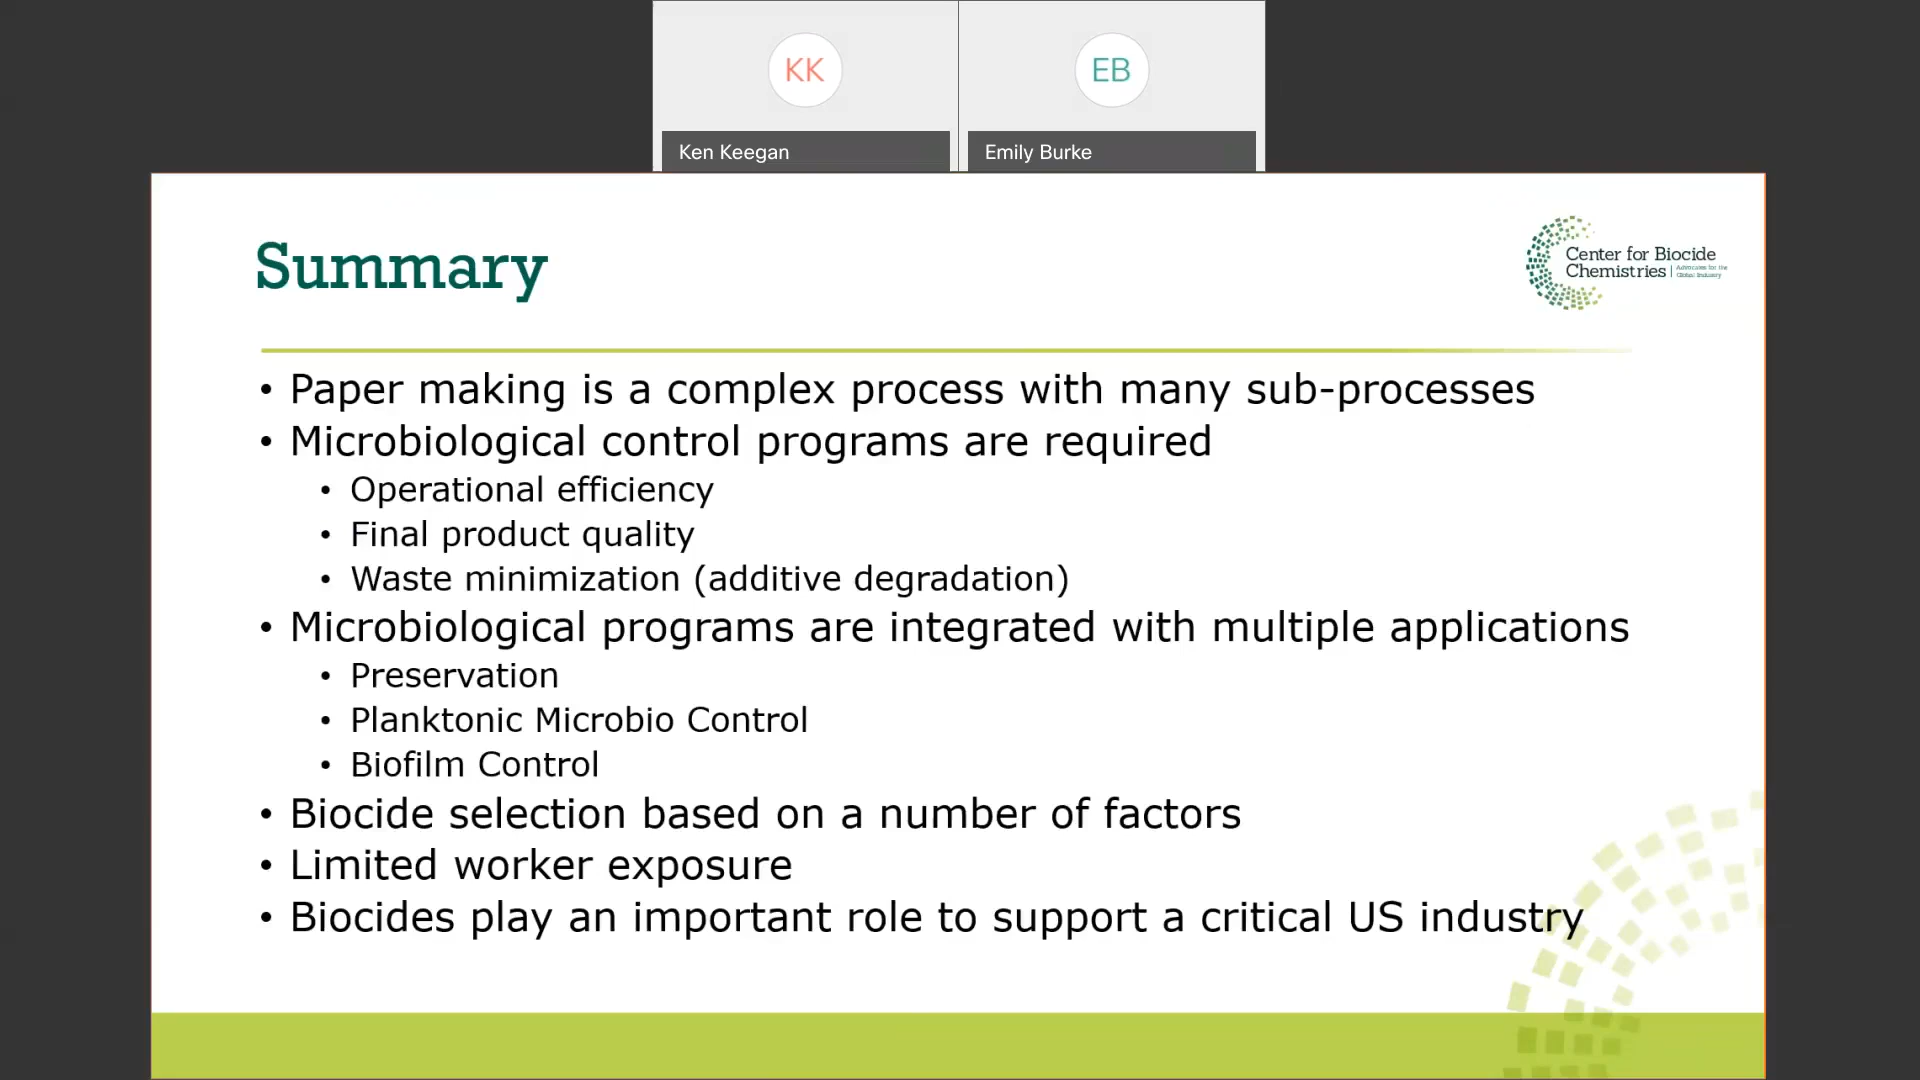 KK
EB
Ken Keegan
Emily Burke
Summary
Center for Biocide
Chemistries | Advocates for the
Global Industry
• Paper making is a complex process with many sub-processes
• Microbiological control programs are required
• Operational efficiency
• Final product quality
• Waste minimization (additive degradation)
• Microbiological programs are integrated with multiple applications
• Preservation
• Planktonic Microbio Control
• Biofilm Control
• Biocide selection based on a number of factors
• Limited worker exposure
• Biocides play an important role to support a critical US industry